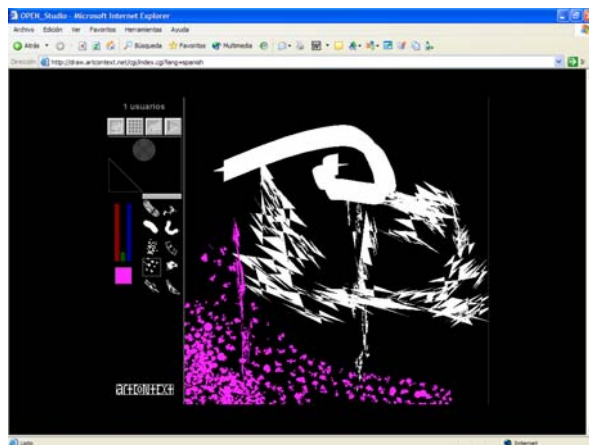 OPEN_Studio - Microsoft Internet Explorer
Archivo Edición Ver Favoritos Herramientas Ayuda
Atrás Búsqueda Favoritos Multimedia
Dirección http://draw.artcontext.net/cgi/index.cgi?lang=spanish
1 usuarios
artcontext
Listo Internet